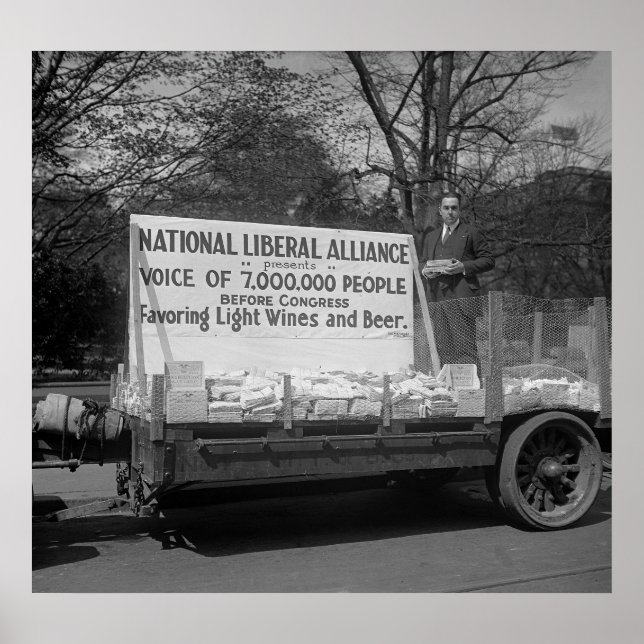 NATIONAL LIBERAL ALLIANCE
" presents "
VOICE OF 7,000,000 PEOPLE
BEFORE CONGRESS
Favoring Light Wines and Beer.